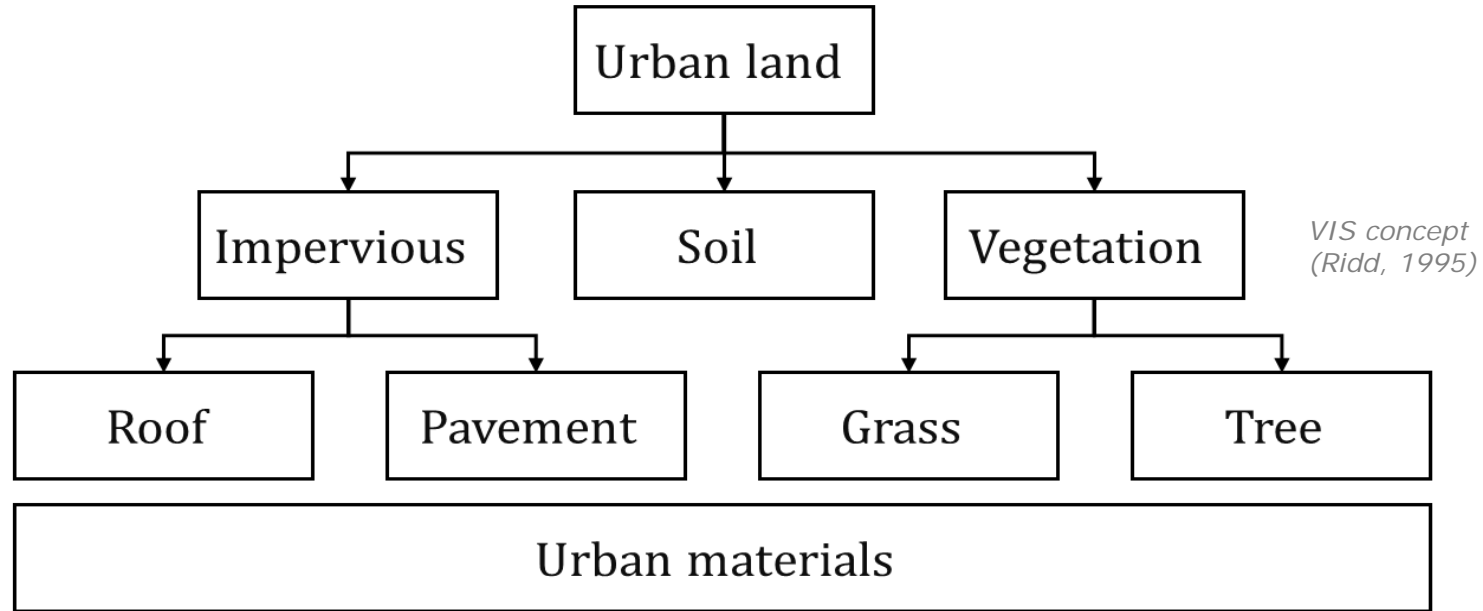 Urban land
Impervious
Soil
Vegetation
VIS concept
(Ridd, 1995)
Roof
Pavement
Grass
Tree
Urban materials